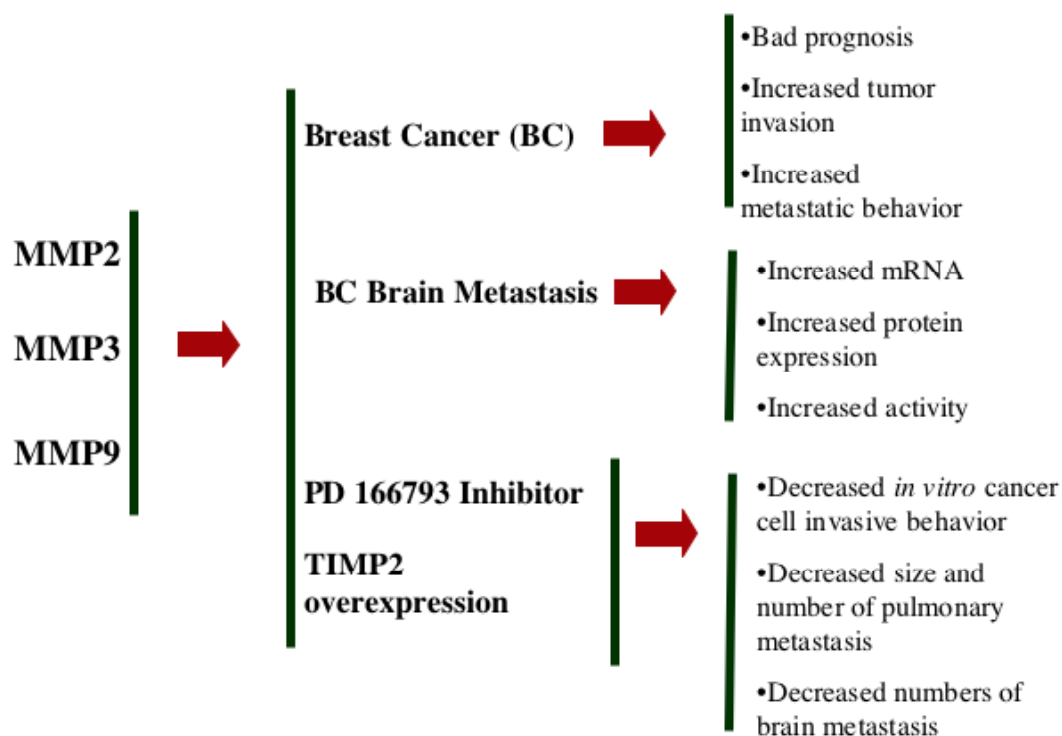 MMP2
MMP3
MMP9
Breast Cancer (BC)
BC Brain Metastasis
PD 166793 Inhibitor
TIMP2
overexpression
•Bad prognosis
•Increased tumor
invasion
•Increased
metastatic behavior
•Increased mRNA
•Increased protein
expression
•Increased activity
•Decreased in vitro cancer
cell invasive behavior
•Decreased size and
number of pulmonary
metastasis
•Decreased numbers of
brain metastasis